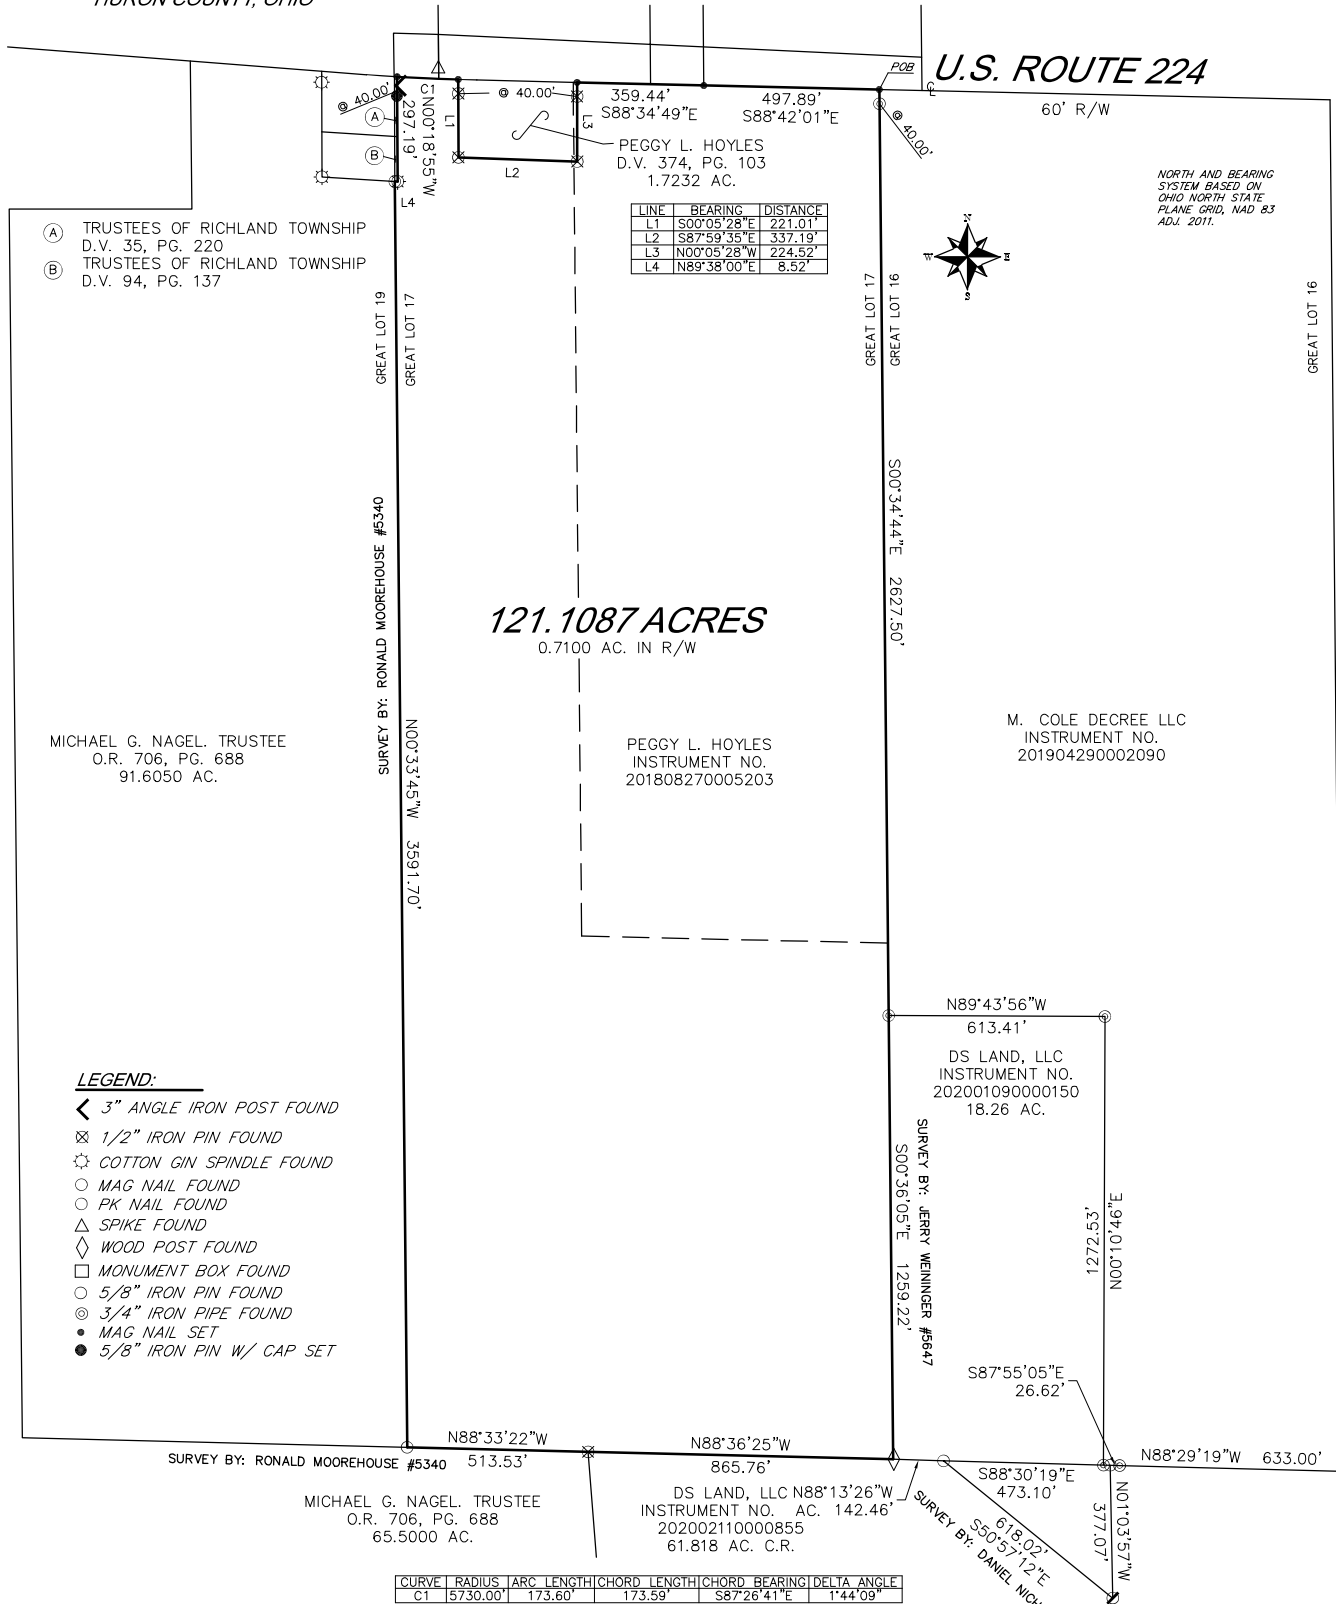 HURON COUNTY, OHIO
U.S. ROUTE 224
POB
60' R/W
@ 40.00'
C1
N00°18'55"W
297.19'
A
B
L1
@ 40.00'
L2
L3
L4
359.44'
S88°34'49"E
497.89'
S88°42'01"E
@ 40.00'
PEGGY L. HOYLES
D.V. 374, PG. 103
1.7232 AC.
NORTH AND BEARING
SYSTEM BASED ON
OHIO NORTH STATE
PLANE GRID, NAD 83
ADJ. 2011.
LINE BEARING DISTANCE
L1 S00°05'28"E 221.01'
L2 S87°59'35"E 337.19'
L3 N00°05'28"W 224.52'
L4 N89°38'00"E 8.52'
N
W E
S
A TRUSTEES OF RICHLAND TOWNSHIP
D.V. 35, PG. 220
B TRUSTEES OF RICHLAND TOWNSHIP
D.V. 94, PG. 137
GREAT LOT 19
GREAT LOT 17
GREAT LOT 17
GREAT LOT 16
GREAT LOT 16
SURVEY BY: RONALD MOOREHOUSE #5340
S00°34'44"E 2627.50'
121.1087 ACRES
0.7100 AC. IN R/W
N00°33'45"W 3591.70'
MICHAEL G. NAGEL. TRUSTEE
O.R. 706, PG. 688
91.6050 AC.
PEGGY L. HOYLES
INSTRUMENT NO.
201808270005203
M. COLE DECREE LLC
INSTRUMENT NO.
201904290002090
N89°43'56"W
613.41'
DS LAND, LLC
INSTRUMENT NO.
202001090000150
18.26 AC.
LEGEND:
3" ANGLE IRON POST FOUND
1/2" IRON PIN FOUND
COTTON GIN SPINDLE FOUND
MAG NAIL FOUND
PK NAIL FOUND
SPIKE FOUND
WOOD POST FOUND
MONUMENT BOX FOUND
5/8" IRON PIN FOUND
3/4" IRON PIPE FOUND
MAG NAIL SET
5/8" IRON PIN W/ CAP SET
S00°36'05"E 1259.22'
SURVEY BY: JERRY WEININGER #5647
1272.53'
N00°10'46"E
S87°55'05"E
26.62'
N88°33'22"W
513.53'
N88°36'25"W
865.76'
SURVEY BY: RONALD MOOREHOUSE #5340
S88°30'19"E
473.10'
N88°29'19"W 633.00'
MICHAEL G. NAGEL. TRUSTEE
O.R. 706, PG. 688
65.5000 AC.
DS LAND, LLC N88°13'26"W
INSTRUMENT NO. AC. 142.46'
202002110000855
61.818 AC. C.R.
618.02'
S50°57'12"E
SURVEY BY: DANIEL NICH
377.07'
N01°03'57"W
CURVE RADIUS ARC LENGTH CHORD LENGTH CHORD BEARING DELTA ANGLE
C1 5730.00' 173.60' 173.59' S87°26'41"E 1°44'09"